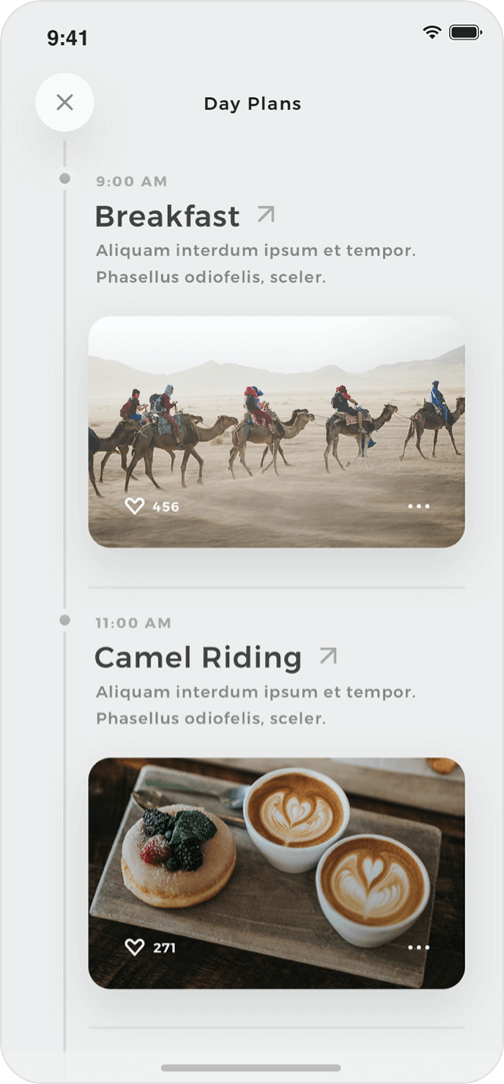 9:41
Day Plans
9:00 AM
Breakfast
Aliquam interdum ipsum et tempor.
Phasellus odiofelis, sceler.
456
11:00 AM
Camel Riding
Aliquam interdum ipsum et tempor.
Phasellus odiofelis, sceler.
271